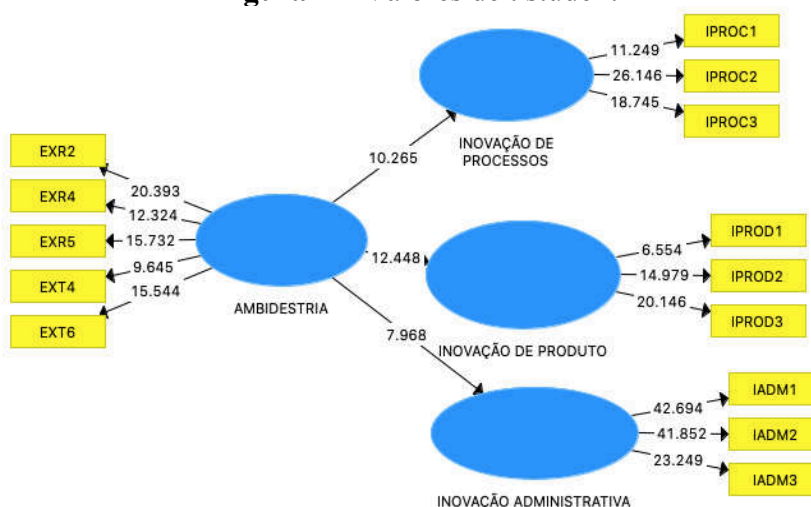 IPROC1
11.249
26.146
IPROC2
18.745
IPROC3
INOVAÇÃO DE
PROCESSOS
10.265
EXR2
20.393
EXR4
12.324
EXR5
15.732
9.645
EXT4
15.544
EXT6
AMBIDESTRIA
12.448
IPROD1
6.554
14.979
IPROD2
20.146
IPROD3
INOVAÇÃO DE PRODUTO
7.968
IADM1
42.694
41.852
IADM2
23.249
IADM3
INOVAÇÃO ADMINISTRATIVA